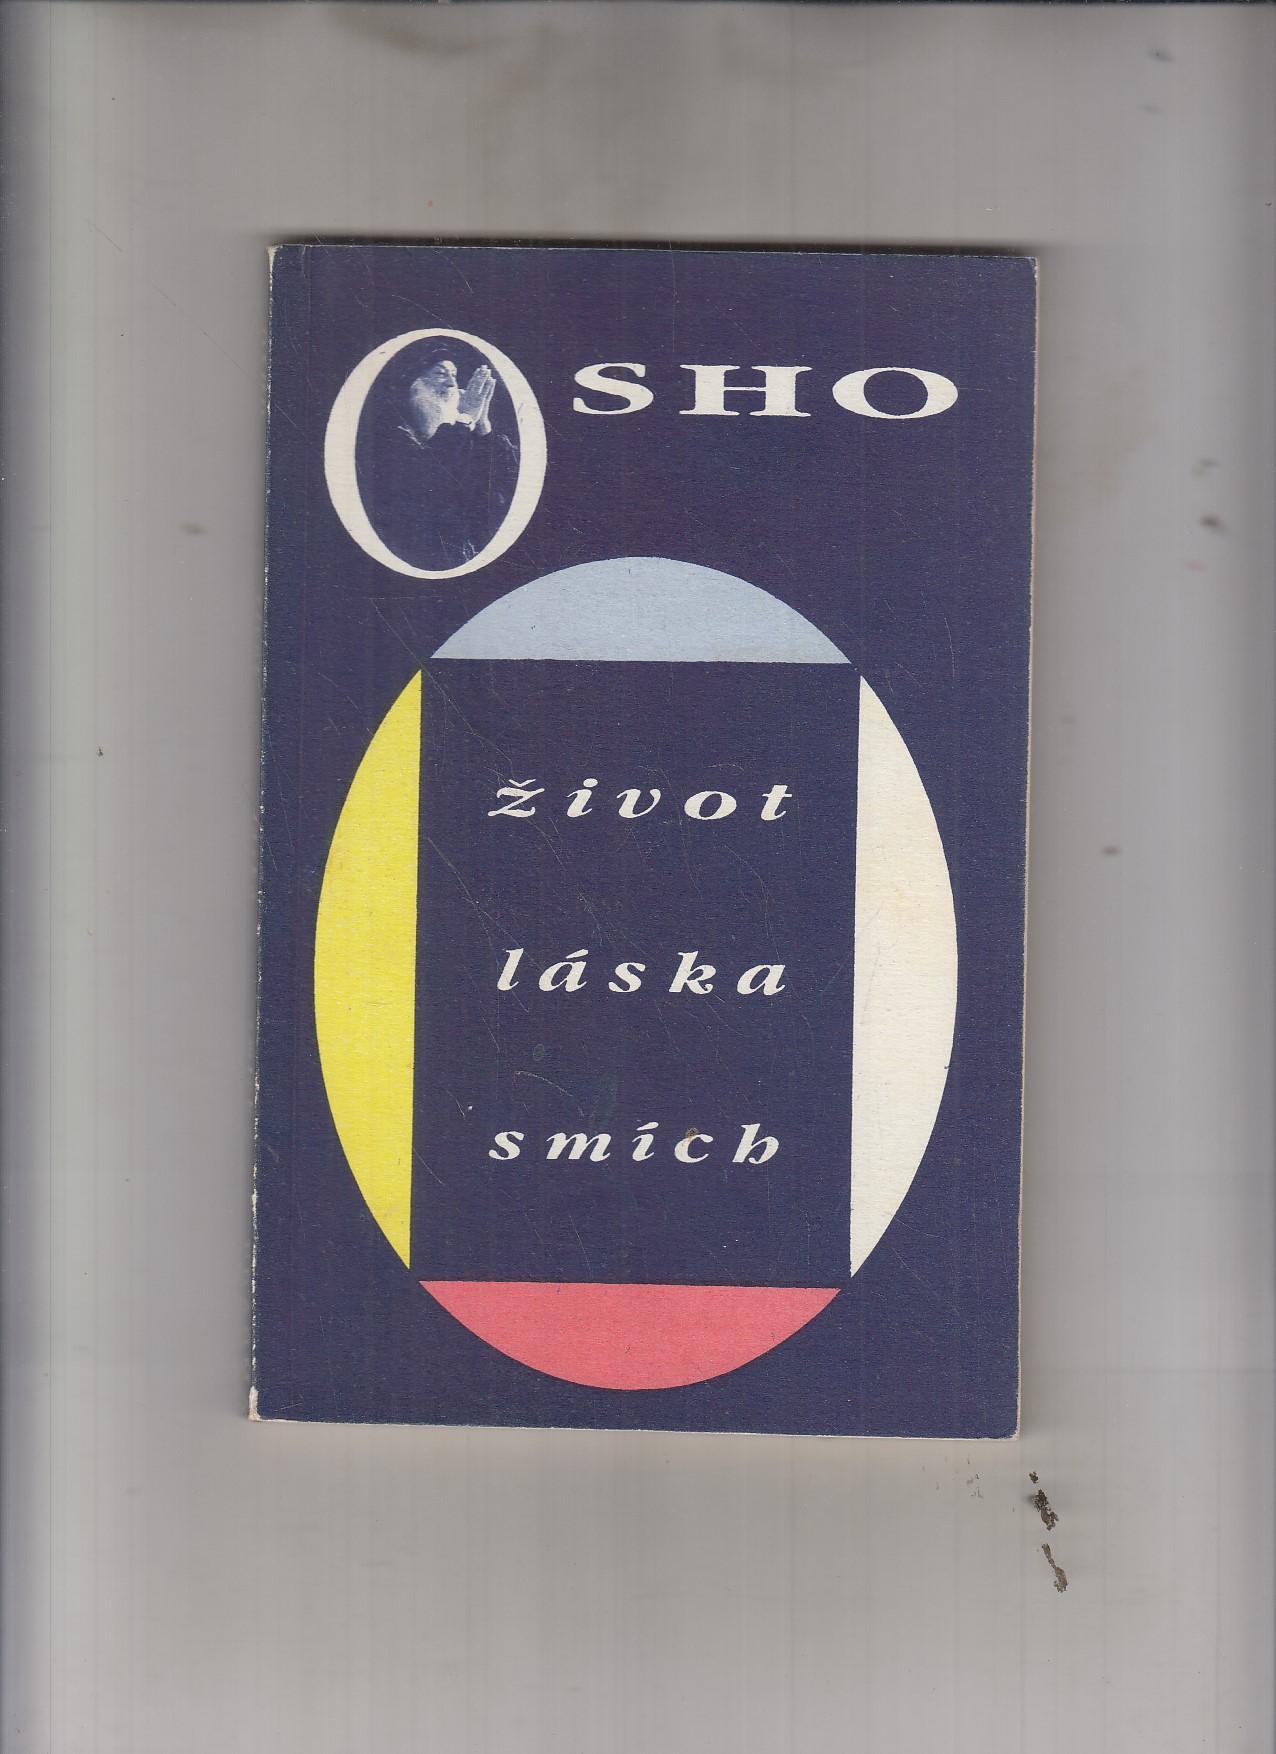 OSHO
život
láska
smích